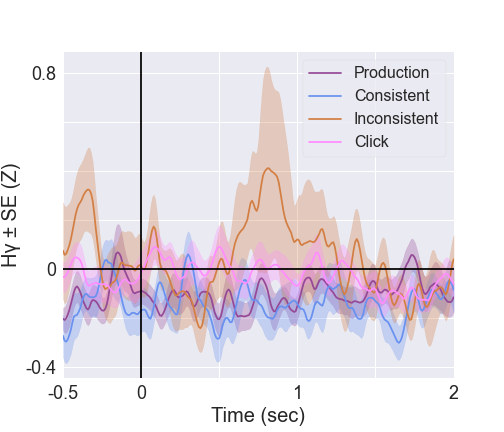 Production
Consistent
Inconsistent
Click
Hγ ± SE (Z)
0.8
0
-0.4
-0.5
0
1
2
Time (sec)